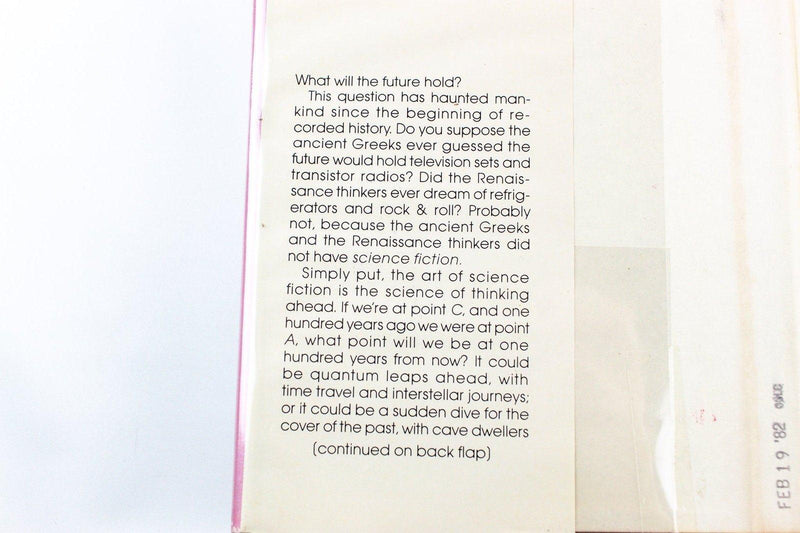 What will the future hold?
This question has haunted man-
kind since the beginning of re-
corded history. Do you suppose the
ancient Greeks ever guessed the
future would hold television sets and
transistor radios? Did the Renais-
sance thinkers ever dream of refrig-
erators and rock & roll? Probably
not, because the ancient Greeks
and the Renaissance thinkers did
not have science fiction.
Simply put, the art of science
fiction is the science of thinking
ahead. If we're at point C, and one
hundred years ago we were at point
A, what point will we be at one
hundred years from now? It could
be quantum leaps ahead, with
time travel and interstellar journeys;
or it could be a sudden dive for the
cover of the past, with cave dwellers
(continued on back flap)
FEB 19 '82